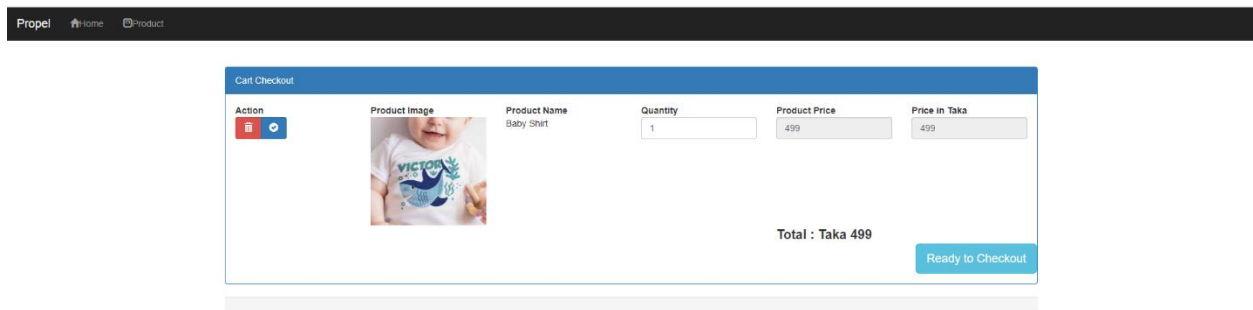 Propel Home Product
Cart Checkout
Action Product Image Product Name Quantity Product Price Price in Taka
Baby Shirt 1 499 499
VICTOR
Total : Taka 499
Ready to Checkout